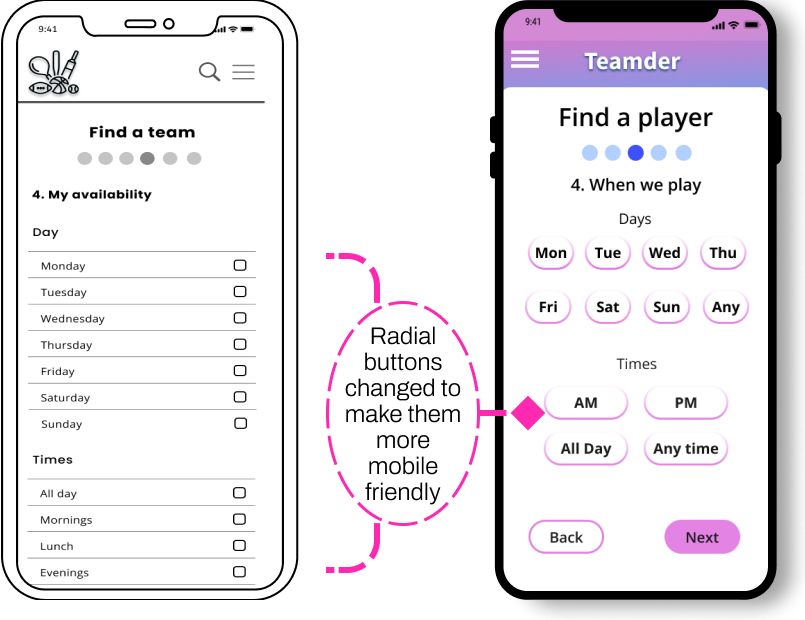 9:41
Find a team
4. My availability
Day
Monday
Tuesday
Wednesday
Thursday
Friday
Saturday
Sunday
Times
All day
Mornings
Lunch
Evenings
Radial
buttons
changed to
make them
more
mobile
friendly
9:41
Teamder
Find a player
4. When we play
Days
Mon Tue Wed Thu
Fri Sat Sun Any
Times
AM PM
All Day Any time
Back Next